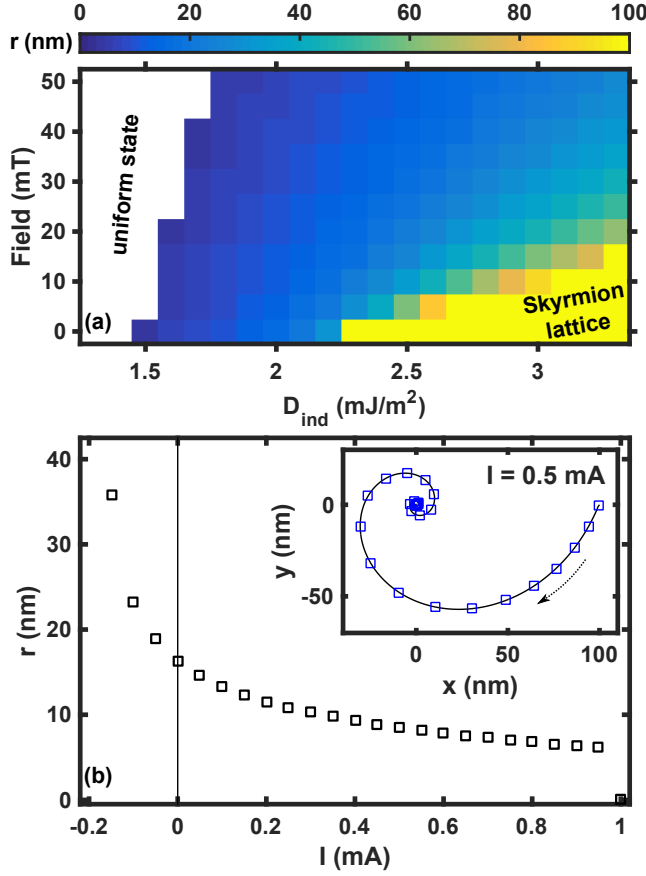 r (nm)
0 20 40 60 80 100
Field (mT)
50
40
30
20
10
0
uniform state
(a)
Skyrmion
lattice
1.5 2 2.5 3
D_ind (mJ/m²)
r (nm)
40
30
20
10
0
(b)
I = 0.5 mA
y (nm)
0
-50
0 50 100
x (nm)
-0.2 0 0.2 0.4 0.6 0.8 1
I (mA)